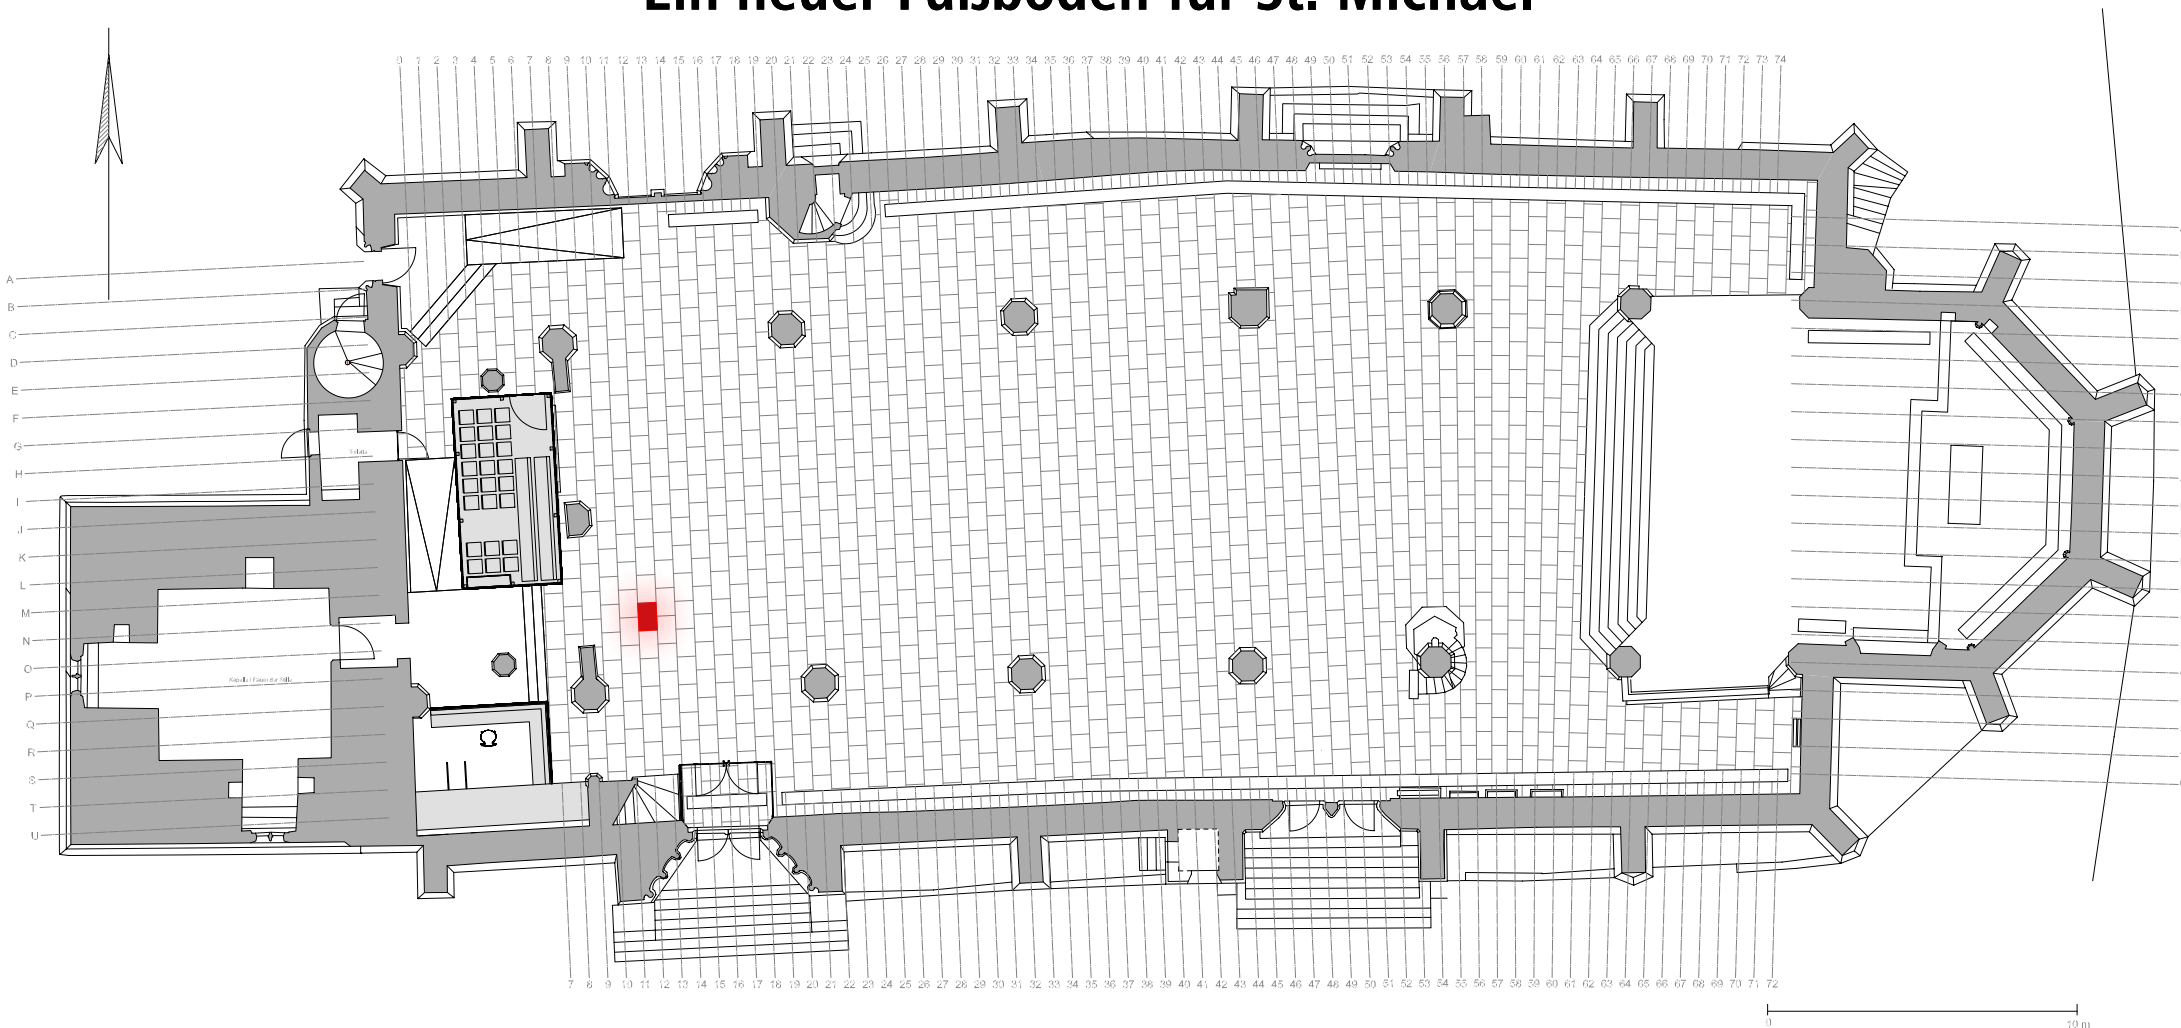 Ein neuer Fußboden für St. Michael
0 1 2 3 4 5 6 7 8 9 10 11 12 13 14 15 16 17 18 19 20 21 22 23 24 25 26 27 28 29 30 31 32 33 34 35 36 37 38 39 40 41 42 43 44 45 46 47 48 49 50 51 52 53 54 55 56 57 58 59 60 61 62 63 64 65 66 67 68 69 70 71 72 73 74
A
B
C
D
E
F
G
H
I
J
K
L
M
N
O
Kapelle / Raum der Stille
P
Q
R
S
T
U
7 8 9 10 11 12 13 14 15 16 17 18 19 20 21 22 23 24 25 26 27 28 29 30 31 32 33 34 35 36 37 38 39 40 41 42 43 44 45 46 47 48 49 50 51 52 53 54 55 56 57 58 59 60 61 62 63 64 65 66 67 68 69 70 71 72
0 10 m